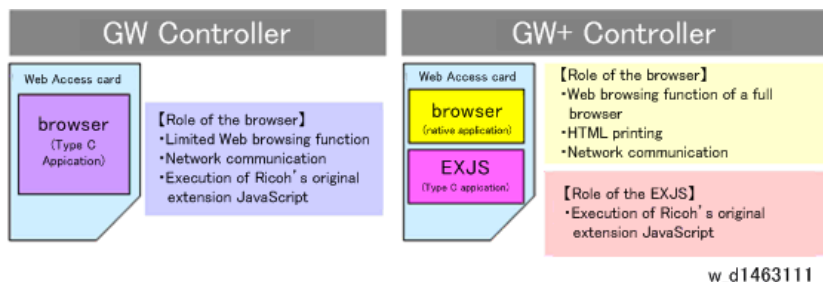 GW Controller
Web Access card
browser
(Type C
Appication)
【Role of the browser】
・Limited Web browsing function
・Network communication
・Execution of Ricoh's original
extension JavaScript
GW+ Controller
Web Access card
browser
(native application)
EXJS
(Type C appication)
【Role of the browser】
・Web browsing function of a full
browser
・HTML printing
・Network communication
【Role of the EXJS】
・Execution of Ricoh's original
extension JavaScript
w d1463111